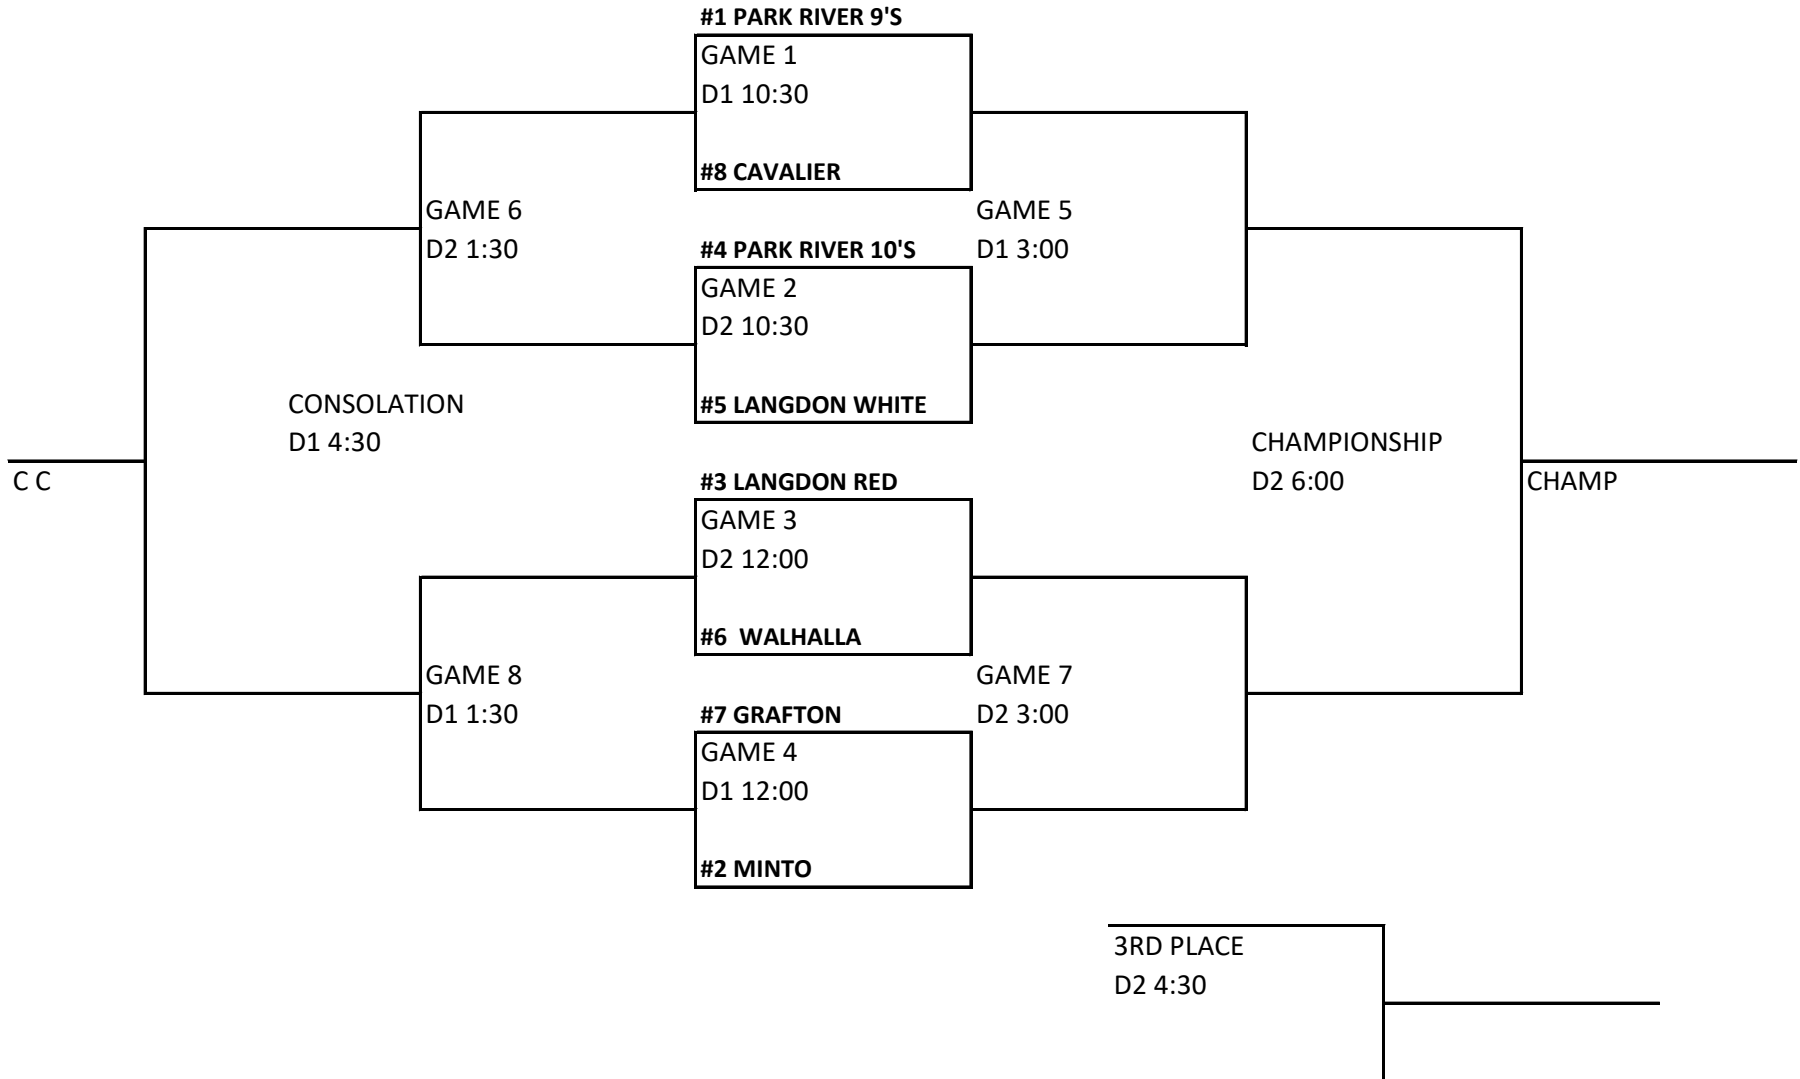 #1 PARK RIVER 9'S
GAME 1
D1 10:30
#8 CAVALIER
GAME 6
D2 1:30
GAME 5
D1 3:00
#4 PARK RIVER 10'S
GAME 2
D2 10:30
#5 LANGDON WHITE
CONSOLATION
D1 4:30
C C
CHAMPIONSHIP
D2 6:00
CHAMP
#3 LANGDON RED
GAME 3
D2 12:00
#6  WALHALLA
GAME 8
D1 1:30
GAME 7
D2 3:00
#7 GRAFTON
GAME 4
D1 12:00
#2 MINTO
3RD PLACE
D2 4:30